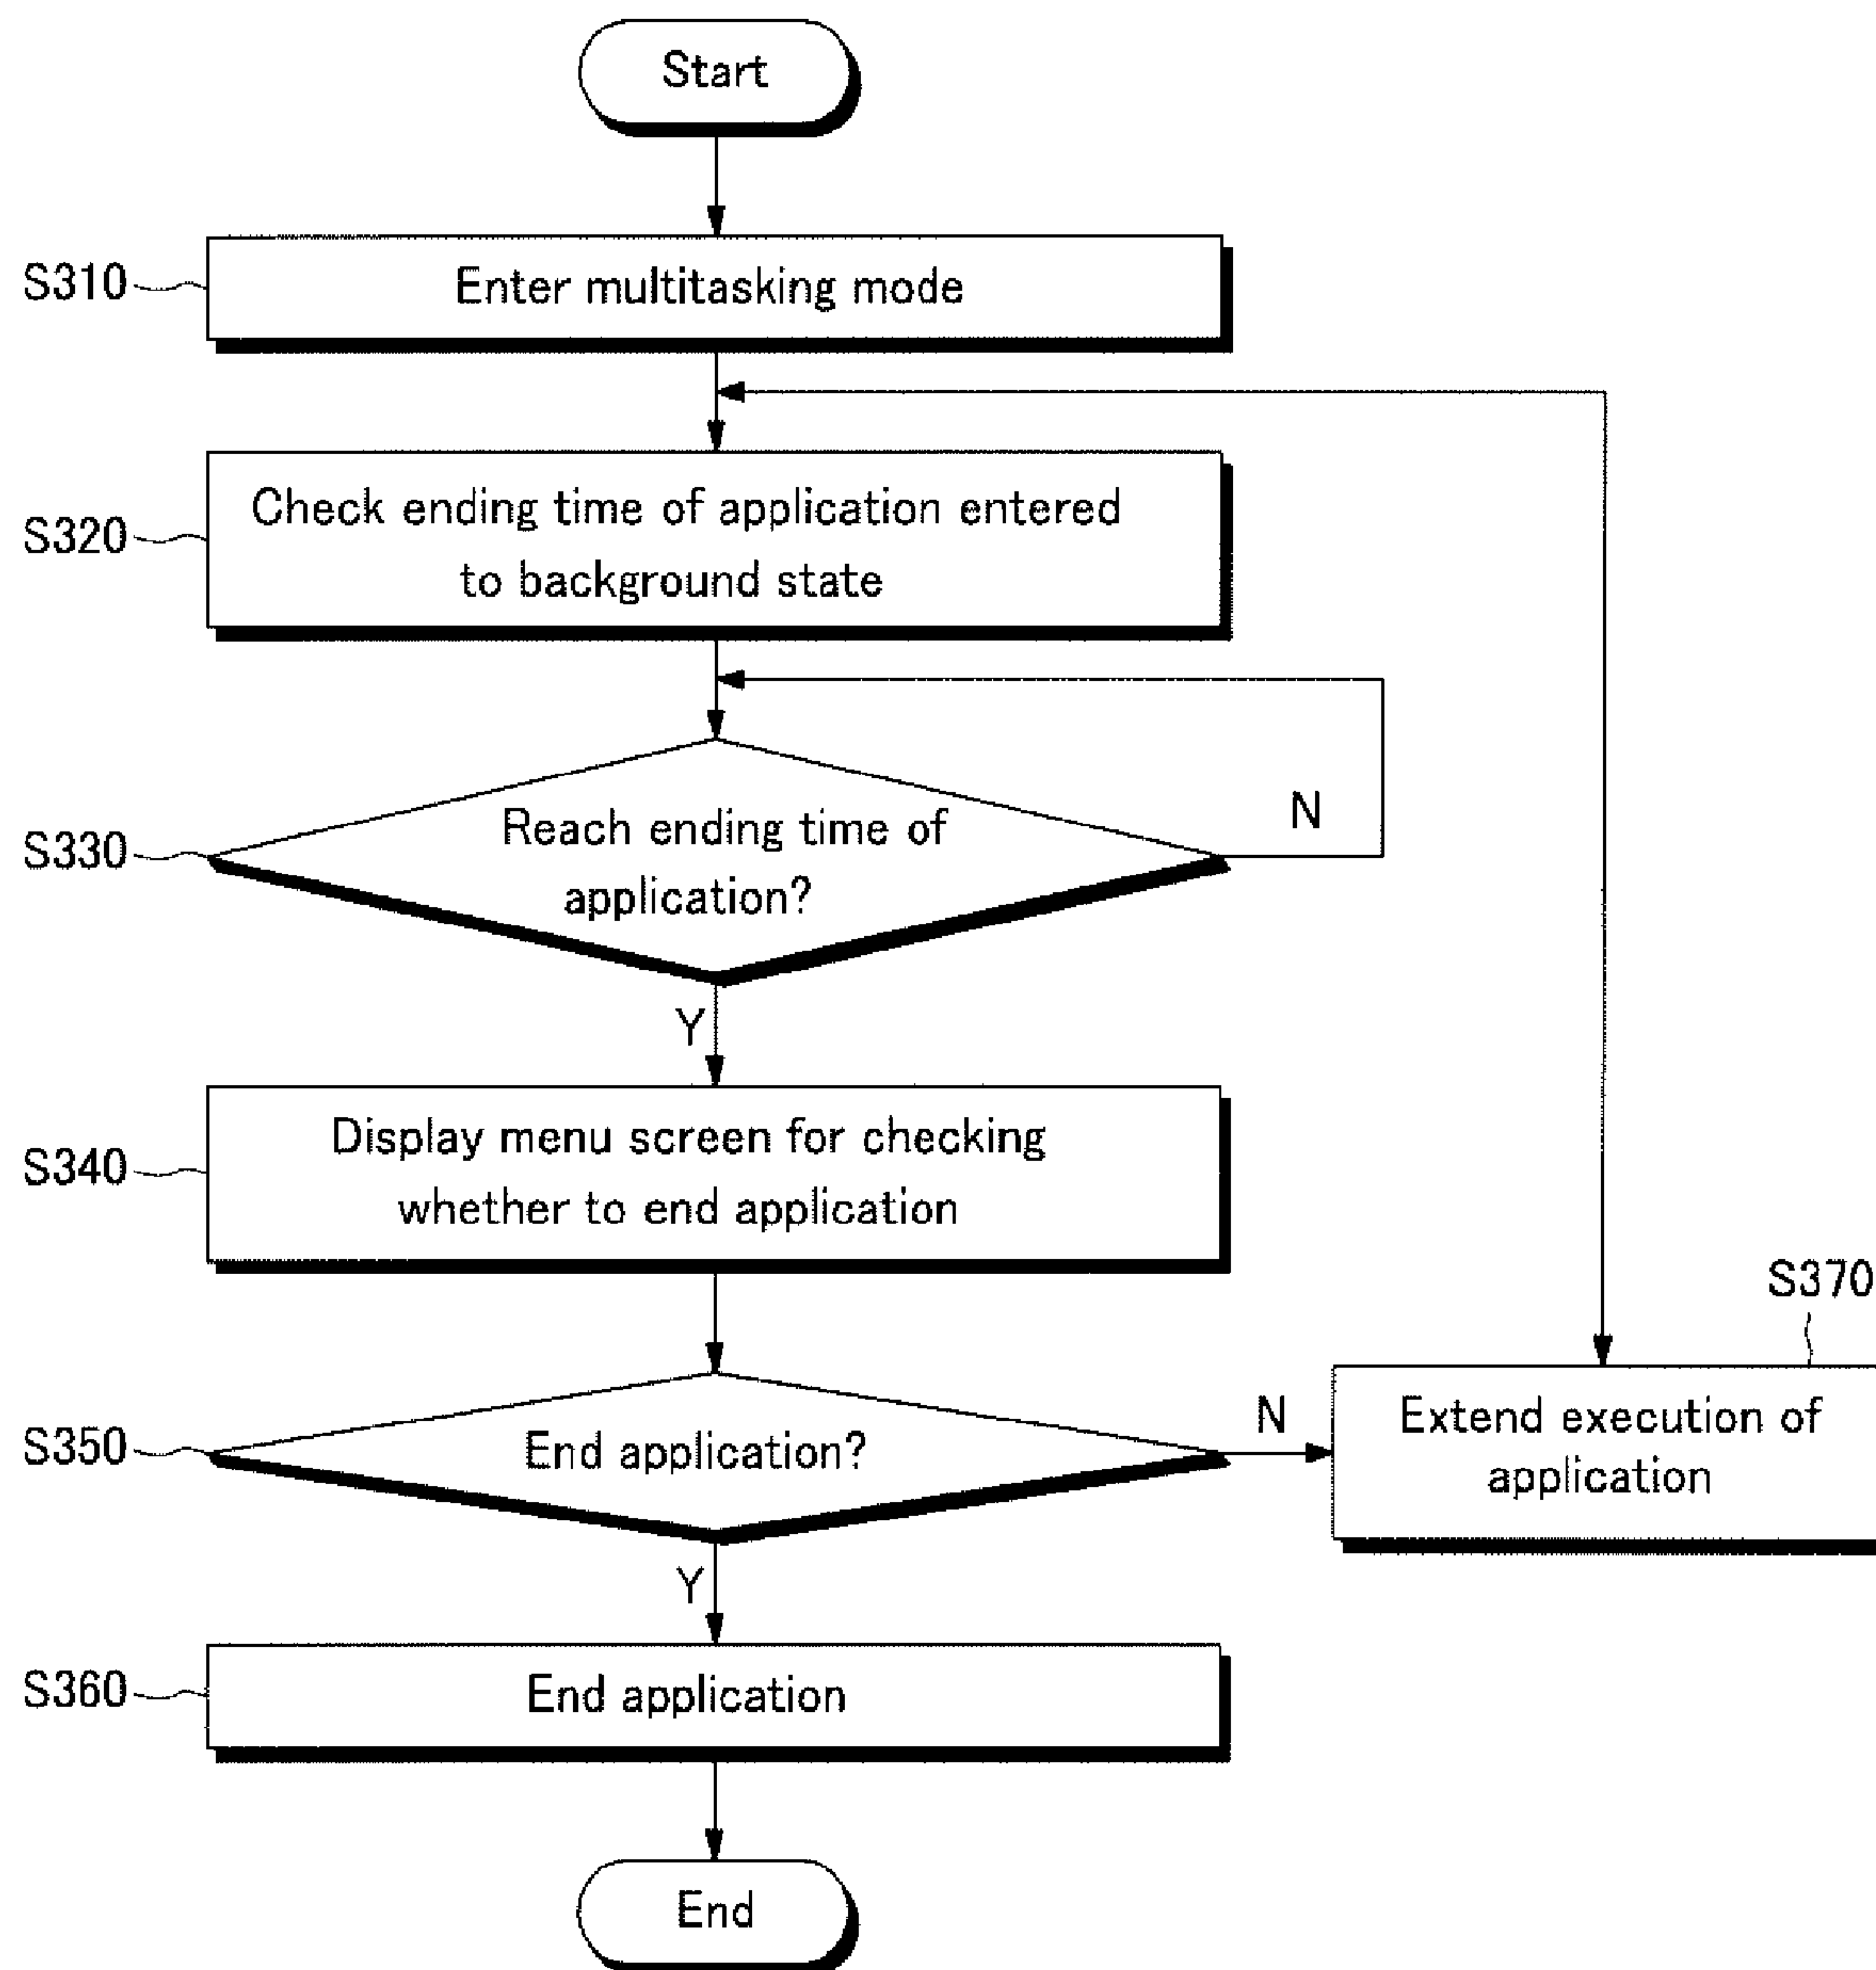 Start
S310
Enter multitasking mode
S320
Check ending time of application entered
to background state
S330
Reach ending time of
application?
N
Y
S340
Display menu screen for checking
whether to end application
S370
S350
End application?
N
Extend execution of
application
Y
S360
End application
End